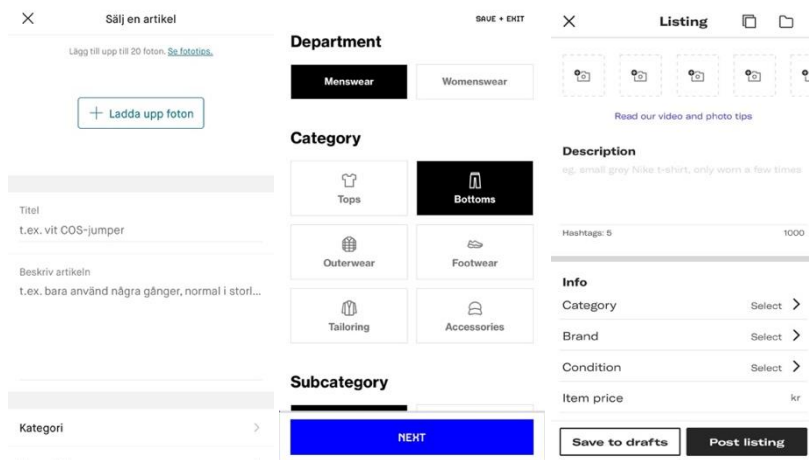 Sälj en artikel
Lägg till upp till 20 foton. Se fototips.
+ Ladda upp foton
Titel
t.ex. vit COS-jumper
Beskriv artikeln
t.ex. bara använd några gånger, normal i storl...
Kategori
SAVE + EXIT
Department
Menswear
Womenswear
Category
Tops
Bottoms
Outerwear
Footwear
Tailoring
Accessories
Subcategory
NEXT
Listing
Read our video and photo tips
Description
eg. small grey Nike t-shirt, only worn a few times
Hashtags: 5
1000
Info
Category Select
Brand Select
Condition Select
Item price kr
Save to drafts
Post listing